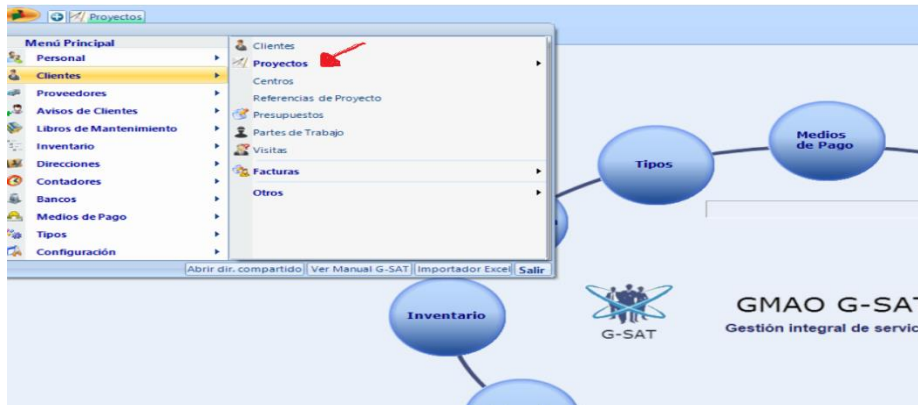 Proyectos
Menú Principal
Personal
Clientes
Proveedores
Avisos de Clientes
Libros de Mantenimiento
Inventario
Direcciones
Contadores
Bancos
Medios de Pago
Tipos
Configuración
Clientes
Proyectos
Centros
Referencias de Proyecto
Presupuestos
Partes de Trabajo
Visitas
Facturas
Otros
Abrir dir. compartido Ver Manual G-SAT Importador Excel Salir
Tipos
Medios
de Pago
Inventario
G-SAT
GMAO G-SAT
Gestión integral de servic